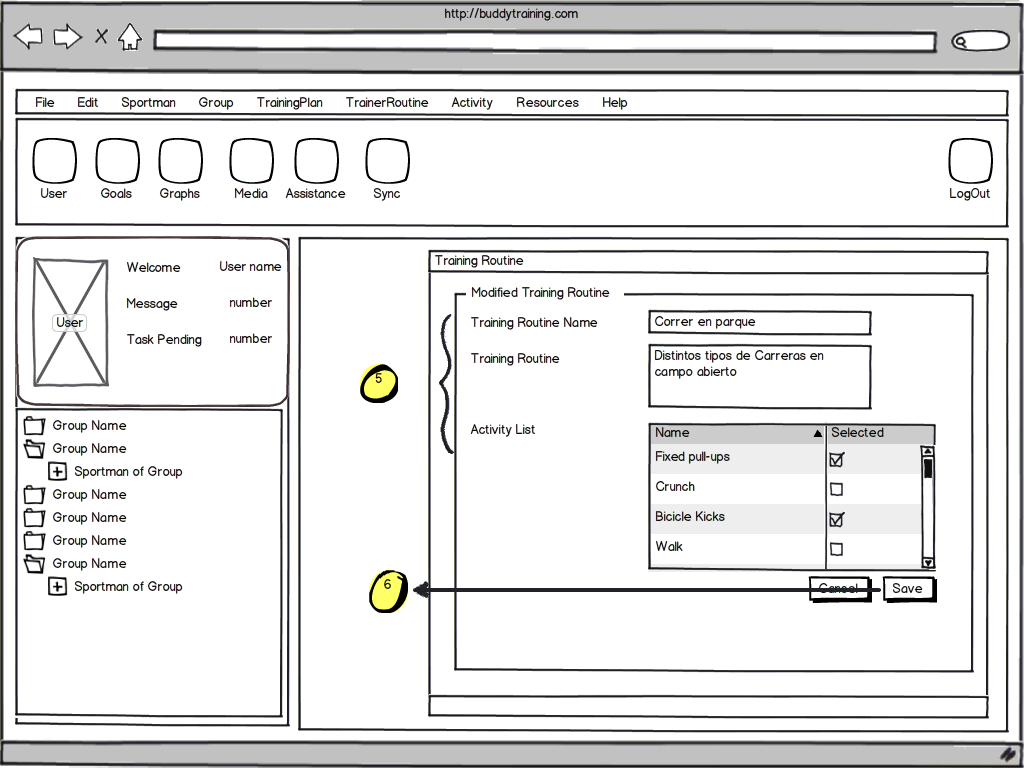 http://buddytraining.com
File Edit Sportman Group TrainingPlan TrainerRoutine Activity Resources Help
User Goals Graphs Media Assistance Sync LogOut
Welcome User name
Message number
User
Task Pending number
Group Name
Group Name
Sportman of Group
Group Name
Group Name
Group Name
Group Name
Sportman of Group
Training Routine
Modified Training Routine
Training Routine Name Correr en parque
Training Routine Distintos tipos de Carreras en
campo abierto
5
Activity List
Name Selected
Fixed pull-ups
Crunch
Bicicle Kicks
Walk
6
Cancel Save